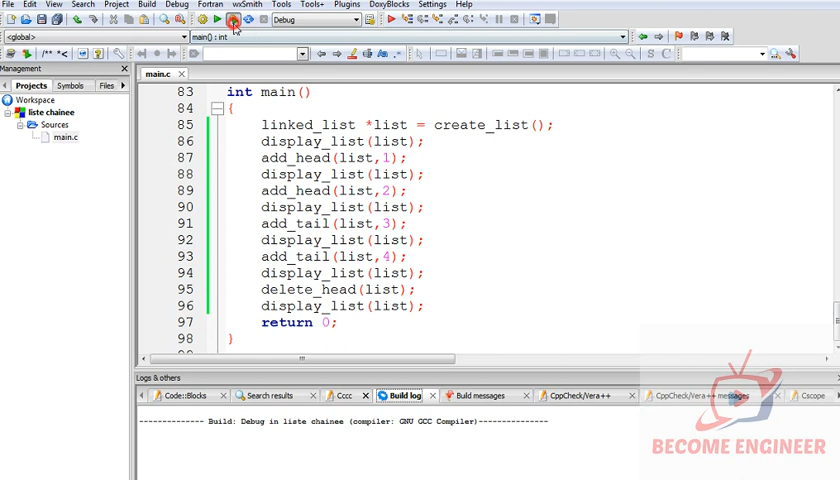 File Edit View Search Project Build Debug Fortran wxSmith Tools Tools+ Plugins DoxyBlocks Settings Help
Debug
<global> main() : int
/** *< Aa .*
Management
main.c
Projects Symbols Files
Workspace
liste chainee
Sources
main.c
83 int main()
84 {
85 linked_list *list = create_list();
86 display_list(list);
87 add_head(list,1);
88 display_list(list);
89 add_head(list,2);
90 display_list(list);
91 add_tail(list,3);
92 display_list(list);
93 add_tail(list,4);
94 display_list(list);
95 delete_head(list);
96 display_list(list);
97 return 0;
98 }
Logs & others
Code::Blocks Search results Cccc Build log Build messages CppCheck/Vera++ CppCheck/Vera++ messages Cscope
-------------- Build: Debug in liste chainee (compiler: GNU GCC Compiler)---------------
BECOME ENGINEER